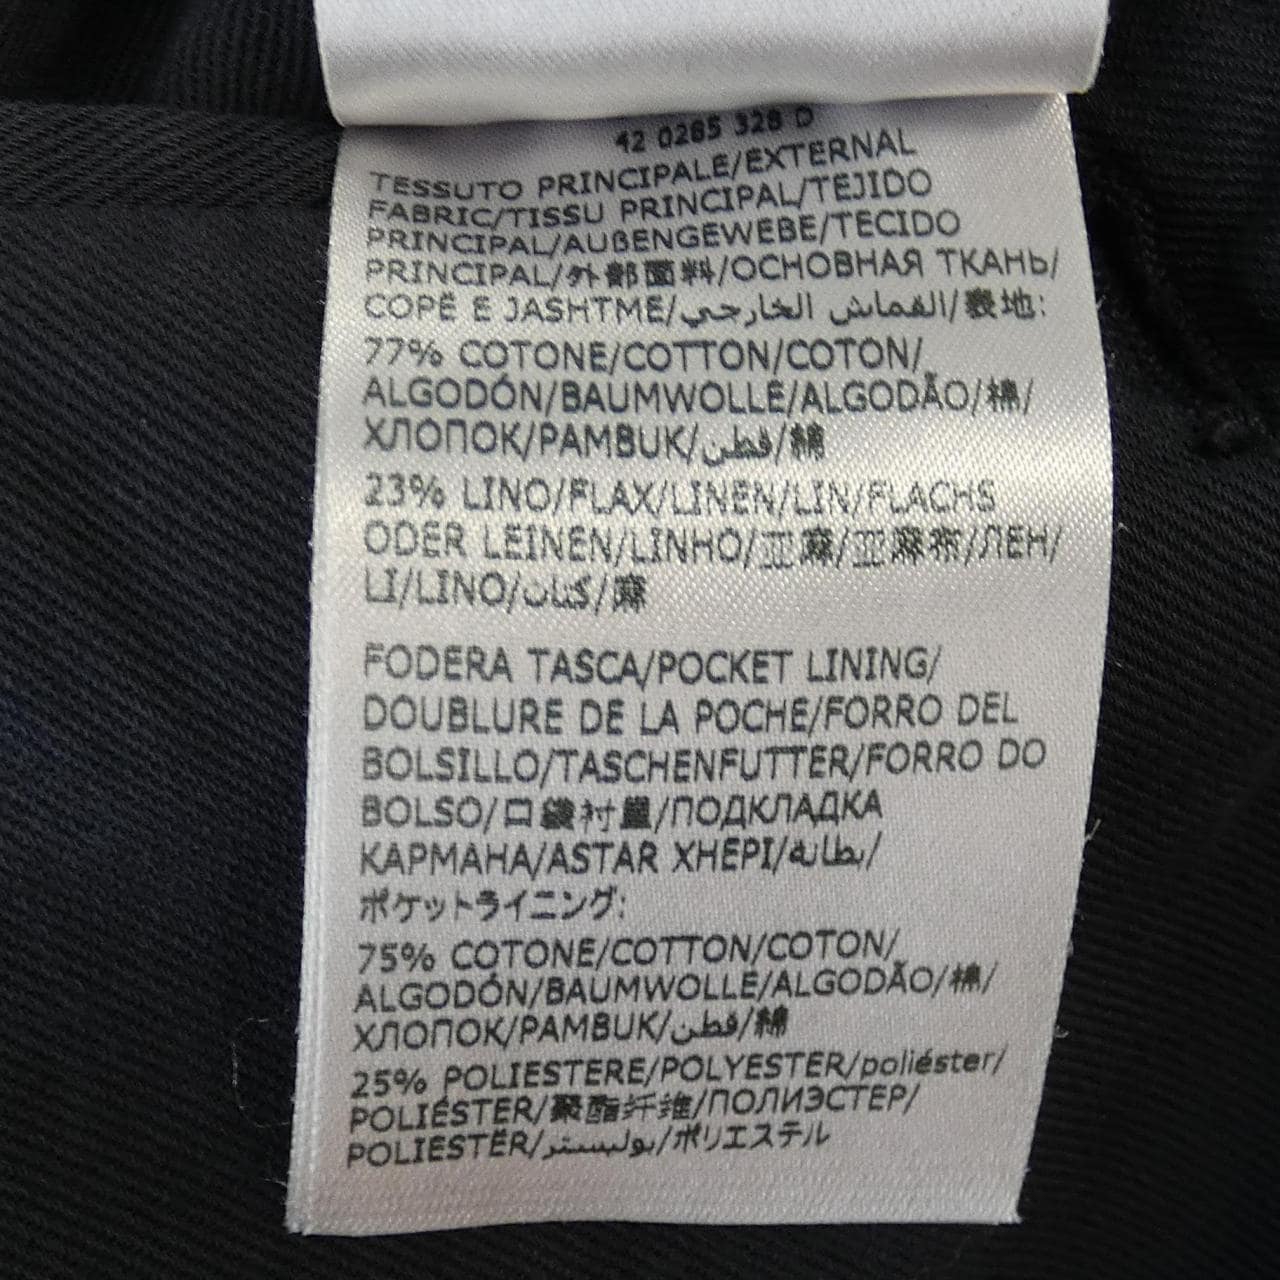 42 0285 328 D
TESSUTO PRINCIPALE/EXTERNAL
FABRIC/TISSU PRINCIPAL/TEJIDO
PRINCIPAL/AUßENGEWEBE/TECIDO
PRINCIPAL/外部面料/ОСНОВНАЯ ТКАНЬ/
COPË E JASHTME/القماش الخارجي/表地:
77% COTONE/COTTON/COTON/
ALGODÓN/BAUMWOLLE/ALGODÃO/棉/
ХЛОПОК/PAMBUK/قطن/綿
23% LINO/FLAX/LINEN/LIN/FLACHS
ODER LEINEN/LINHO/亚麻/亚麻布/ЛЕН/
LI/LINO/كتان/麻
FODERA TASCA/POCKET LINING/
DOUBLURE DE LA POCHE/FORRO DEL
BOLSILLO/TASCHENFUTTER/FORRO DO
BOLSO/口袋衬里/ПОДКЛАДКА
КАРМАНА/ASTAR XHEPI/بطانة/
ポケットライニング:
75% COTONE/COTTON/COTON/
ALGODÓN/BAUMWOLLE/ALGODÃO/棉/
ХЛОПОК/PAMBUK/قطن/綿
25% POLIESTERE/POLYESTER/poliéster/
POLIÉSTER/聚酯纤维/ПОЛИЭСТЕР/
POLIESTËR/بوليستر/ポリエステル